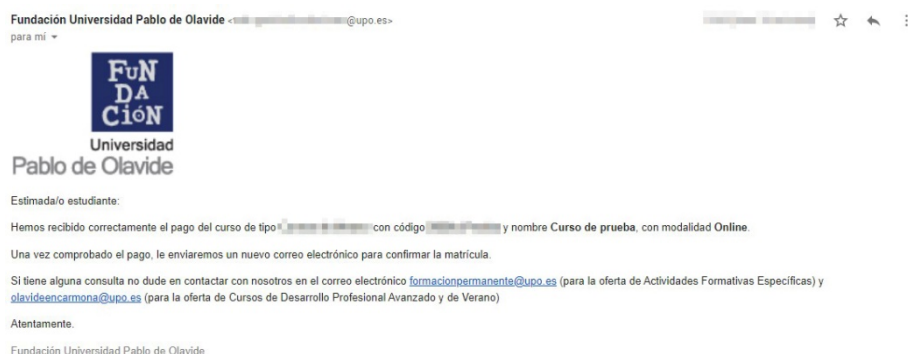 Fundación Universidad Pablo de Olavide < @upo.es>
para mí
FuN
DA
CióN
Universidad
Pablo de Olavide
Estimada/o estudiante:
Hemos recibido correctamente el pago del curso de tipo con código y nombre Curso de prueba, con modalidad Online.
Una vez comprobado el pago, le enviaremos un nuevo correo electrónico para confirmar la matrícula.
Si tiene alguna consulta no dude en contactar con nosotros en el correo electrónico formacionpermanente@upo.es (para la oferta de Actividades Formativas Específicas) y
olavideencarmona@upo.es (para la oferta de Cursos de Desarrollo Profesional Avanzado y de Verano)
Atentamente.
Fundación Universidad Pablo de Olavide